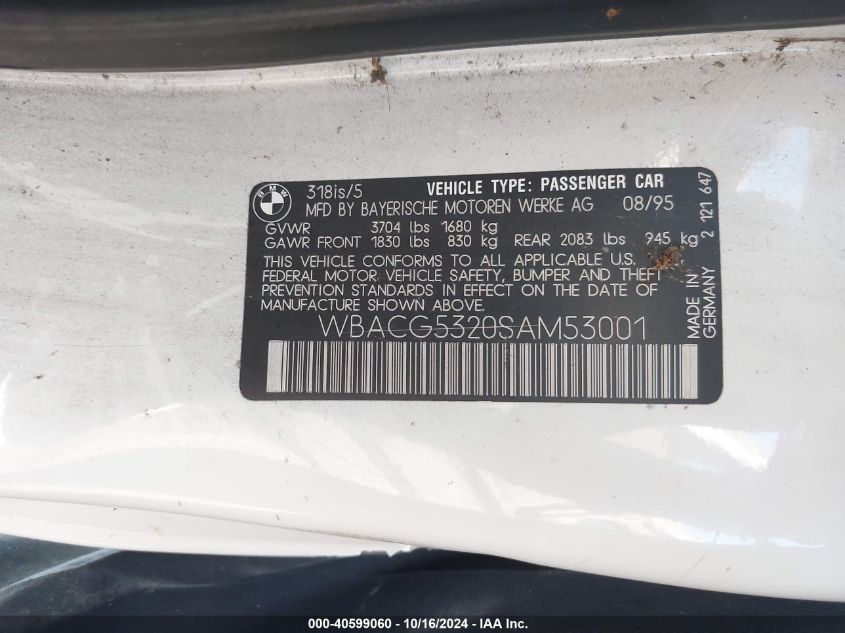 BMW
318is/5 VEHICLE TYPE: PASSENGER CAR
MFD BY BAYERISCHE MOTOREN WERKE AG 08/95
GVWR 3704 lbs 1680 kg
GAWR FRONT 1830 lbs 830 kg REAR 2083 lbs 945 kg
THIS VEHICLE CONFORMS TO ALL APPLICABLE U.S.
FEDERAL MOTOR VEHICLE SAFETY, BUMPER AND THEFT
PREVENTION STANDARDS IN EFFECT ON THE DATE OF
MANUFACTURE SHOWN ABOVE.
WBACG5320SAM53001
MADE IN
GERMANY
2 121 647
000-40599060 - 10/16/2024 - IAA Inc.